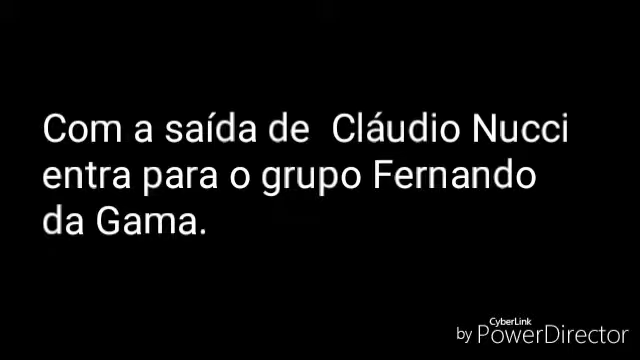 Com a saída de  Cláudio Nucci
entra para o grupo Fernando
da Gama.
CyberLink
by PowerDirector